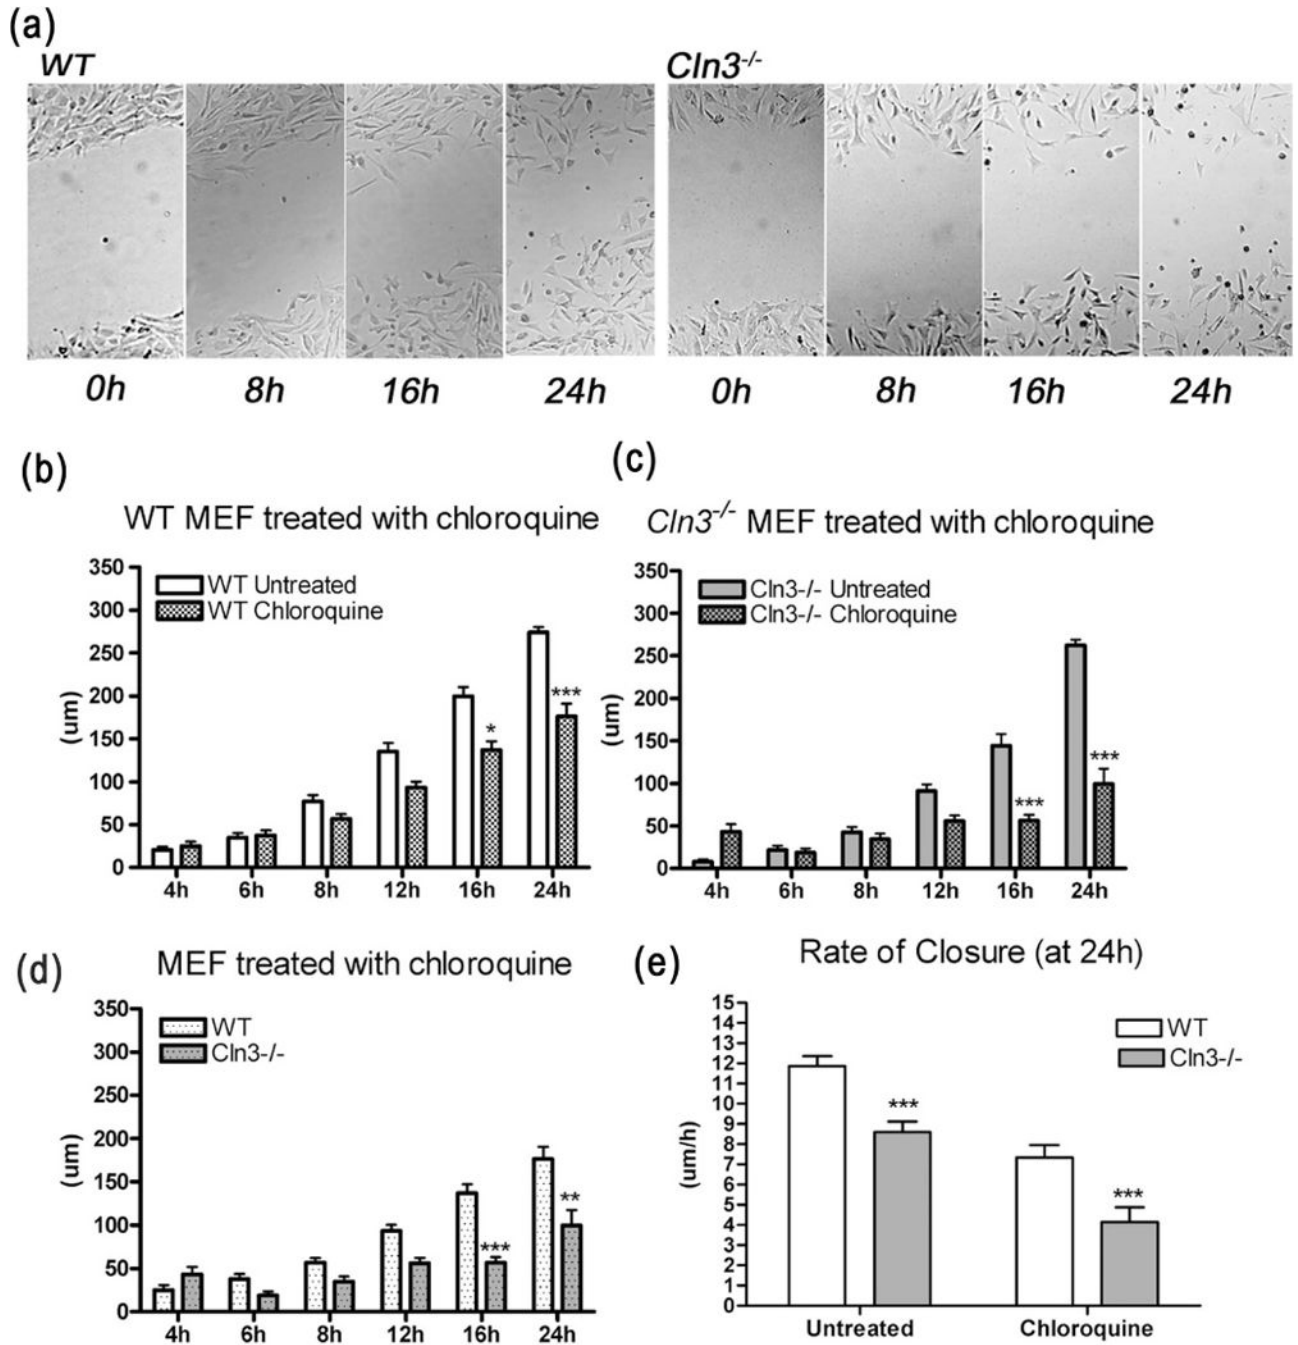 (a)
WT
Cln3-/-
0h 8h 16h 24h 0h 8h 16h 24h
(b)
WT MEF treated with chloroquine
350
300
250
200
150
100
50
0
(um)
WT Untreated
WT Chloroquine
*
***
4h 6h 8h 12h 16h 24h
(c)
Cln3-/- MEF treated with chloroquine
350
300
250
200
150
100
50
0
(um)
Cln3-/- Untreated
Cln3-/- Chloroquine
***
***
4h 6h 8h 12h 16h 24h
(d)
MEF treated with chloroquine
350
300
250
200
150
100
50
0
(um)
WT
Cln3-/-
***
**
4h 6h 8h 12h 16h 24h
(e)
Rate of Closure (at 24h)
15
14
13
12
11
10
9
8
7
6
5
4
3
2
1
0
(um/h)
WT
Cln3-/-
***
***
Untreated Chloroquine